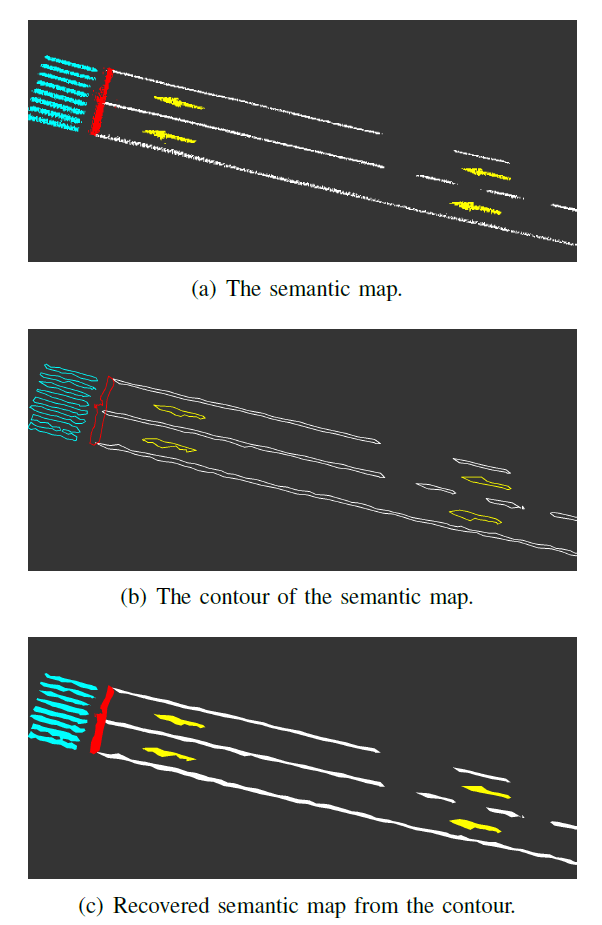 (a) The semantic map.
(b) The contour of the semantic map.
(c) Recovered semantic map from the contour.